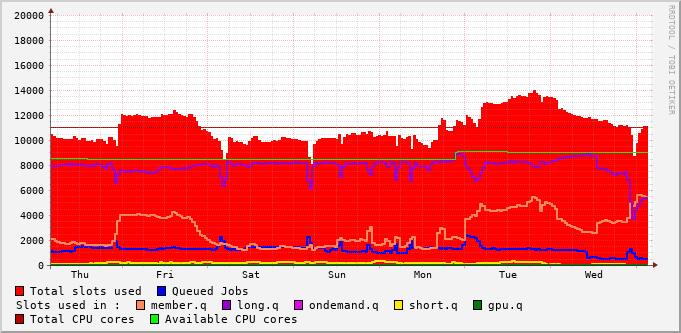 RRDTOOL / TOBI OETIKER
20000
18000
16000
14000
12000
10000
8000
6000
4000
2000
0
Thu Fri Sat Sun Mon Tue Wed
Total slots used Queued Jobs
Slots used in : member.q long.q ondemand.q short.q gpu.q
Total CPU cores Available CPU cores